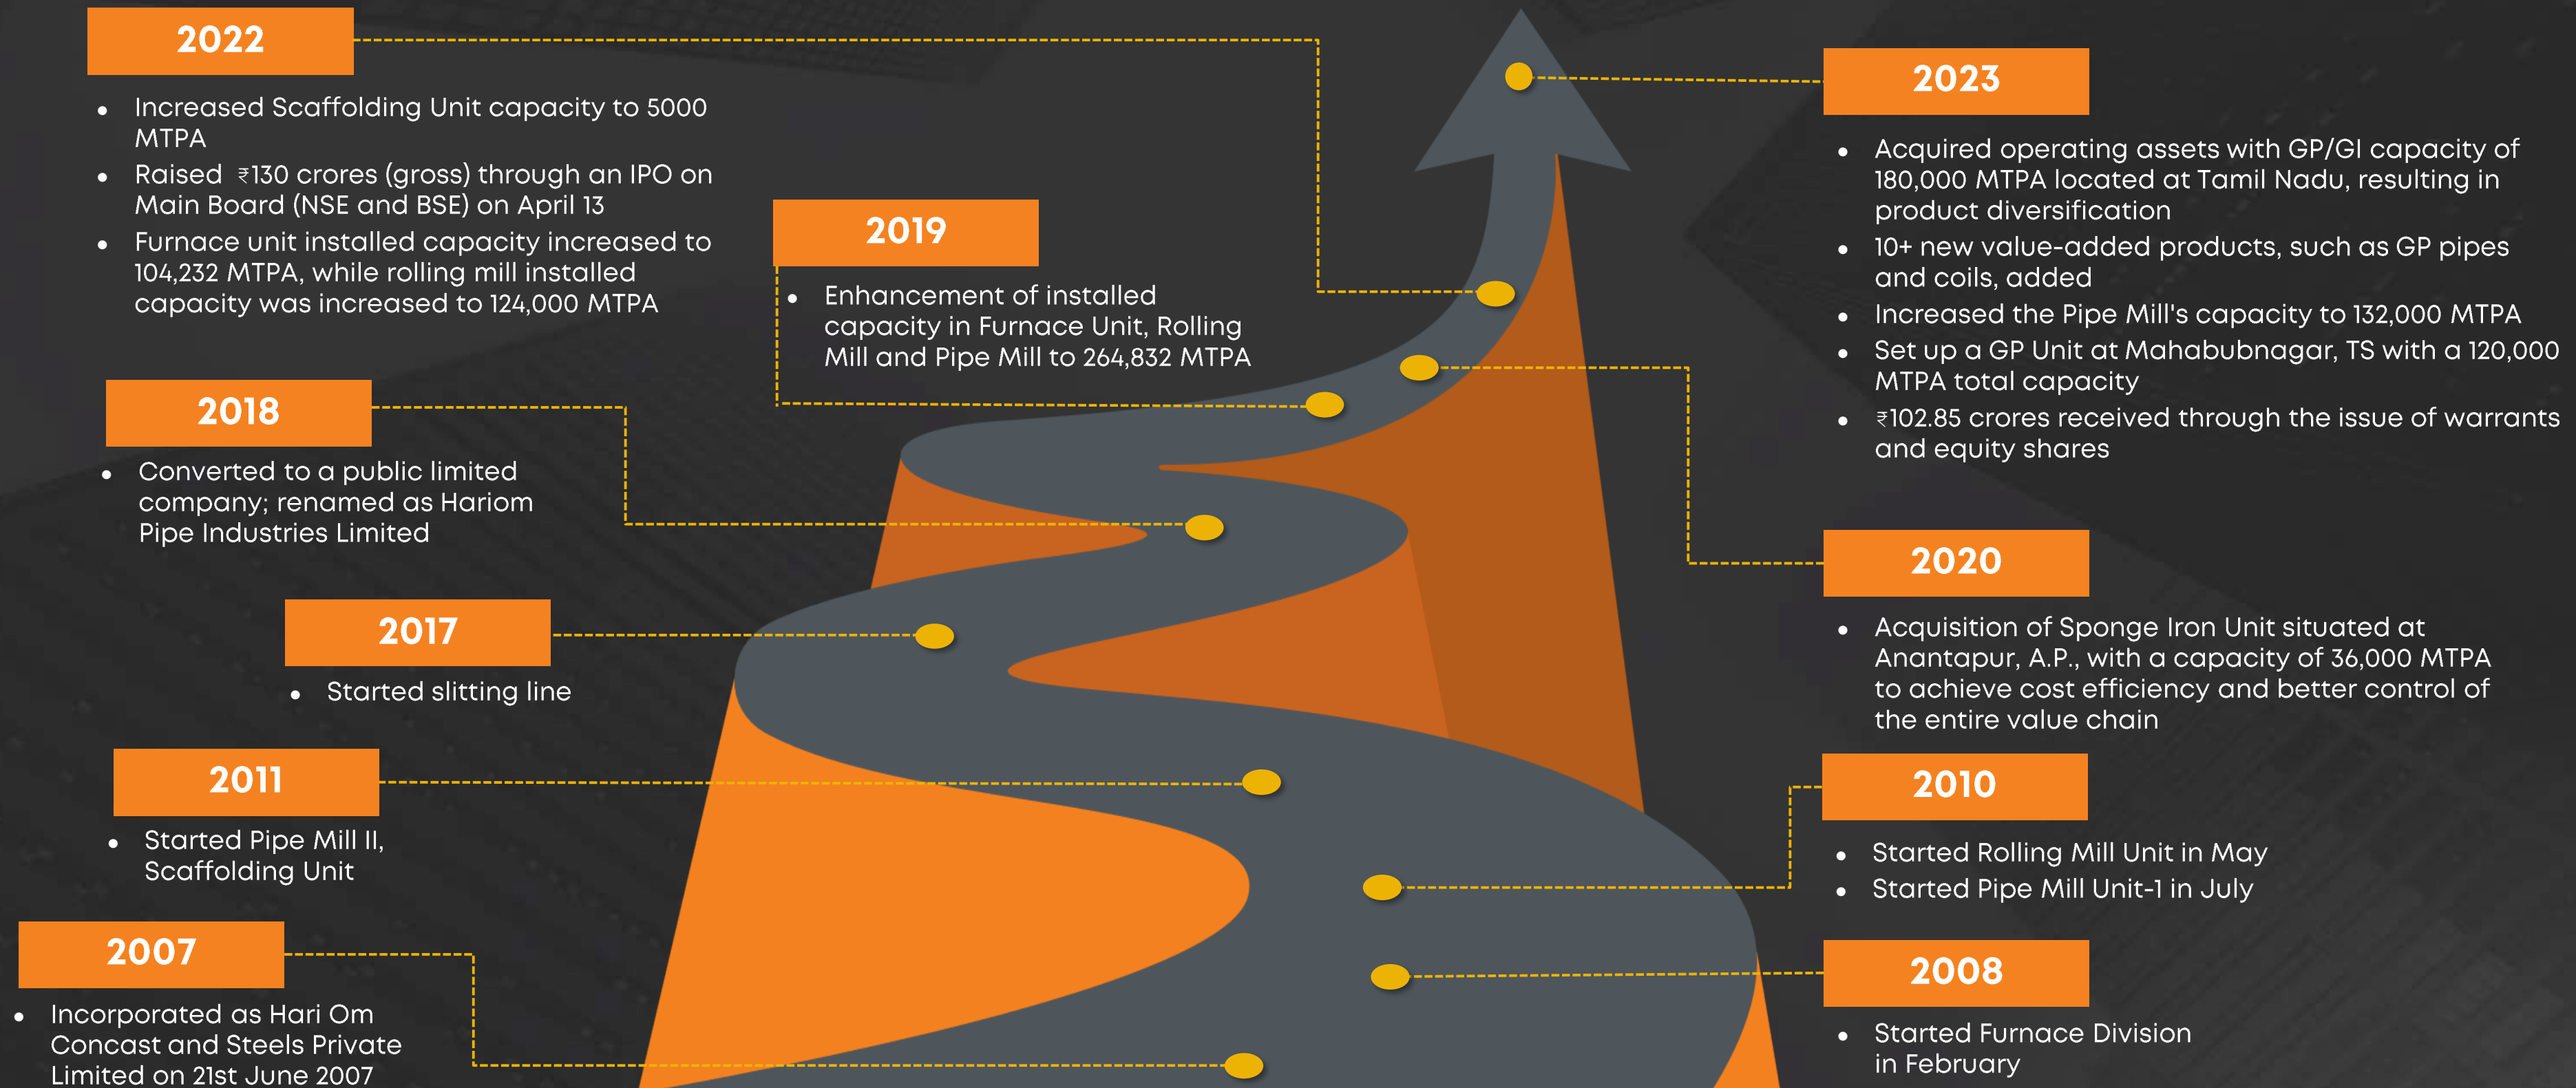 2022
• Increased Scaffolding Unit capacity to 5000
MTPA
• Raised ₹130 crores (gross) through an IPO on
Main Board (NSE and BSE) on April 13
• Furnace unit installed capacity increased to
104,232 MTPA, while rolling mill installed
capacity was increased to 124,000 MTPA
2023
• Acquired operating assets with GP/GI capacity of
180,000 MTPA located at Tamil Nadu, resulting in
product diversification
• 10+ new value-added products, such as GP pipes
and coils, added
• Increased the Pipe Mill's capacity to 132,000 MTPA
• Set up a GP Unit at Mahabubnagar, TS with a 120,000
MTPA total capacity
• ₹102.85 crores received through the issue of warrants
and equity shares
2019
• Enhancement of installed
capacity in Furnace Unit, Rolling
Mill and Pipe Mill to 264,832 MTPA
2018
• Converted to a public limited
company; renamed as Hariom
Pipe Industries Limited
2020
• Acquisition of Sponge Iron Unit situated at
Anantapur, A.P., with a capacity of 36,000 MTPA
to achieve cost efficiency and better control of
the entire value chain
2017
• Started slitting line
2011
• Started Pipe Mill II,
Scaffolding Unit
2010
• Started Rolling Mill Unit in May
• Started Pipe Mill Unit-1 in July
2007
• Incorporated as Hari Om
Concast and Steels Private
Limited on 21st June 2007
2008
• Started Furnace Division
in February